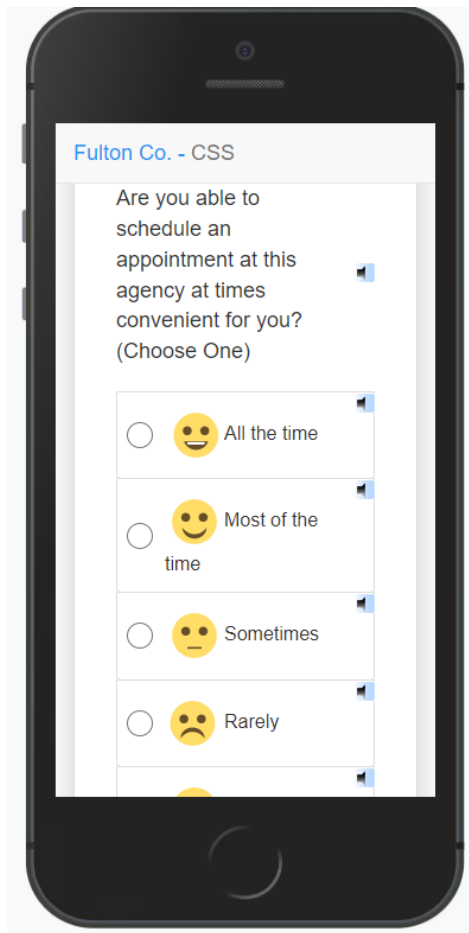 Fulton Co. - CSS
Are you able to
schedule an
appointment at this
agency at times
convenient for you?
(Choose One)
All the time
Most of the
time
Sometimes
Rarely